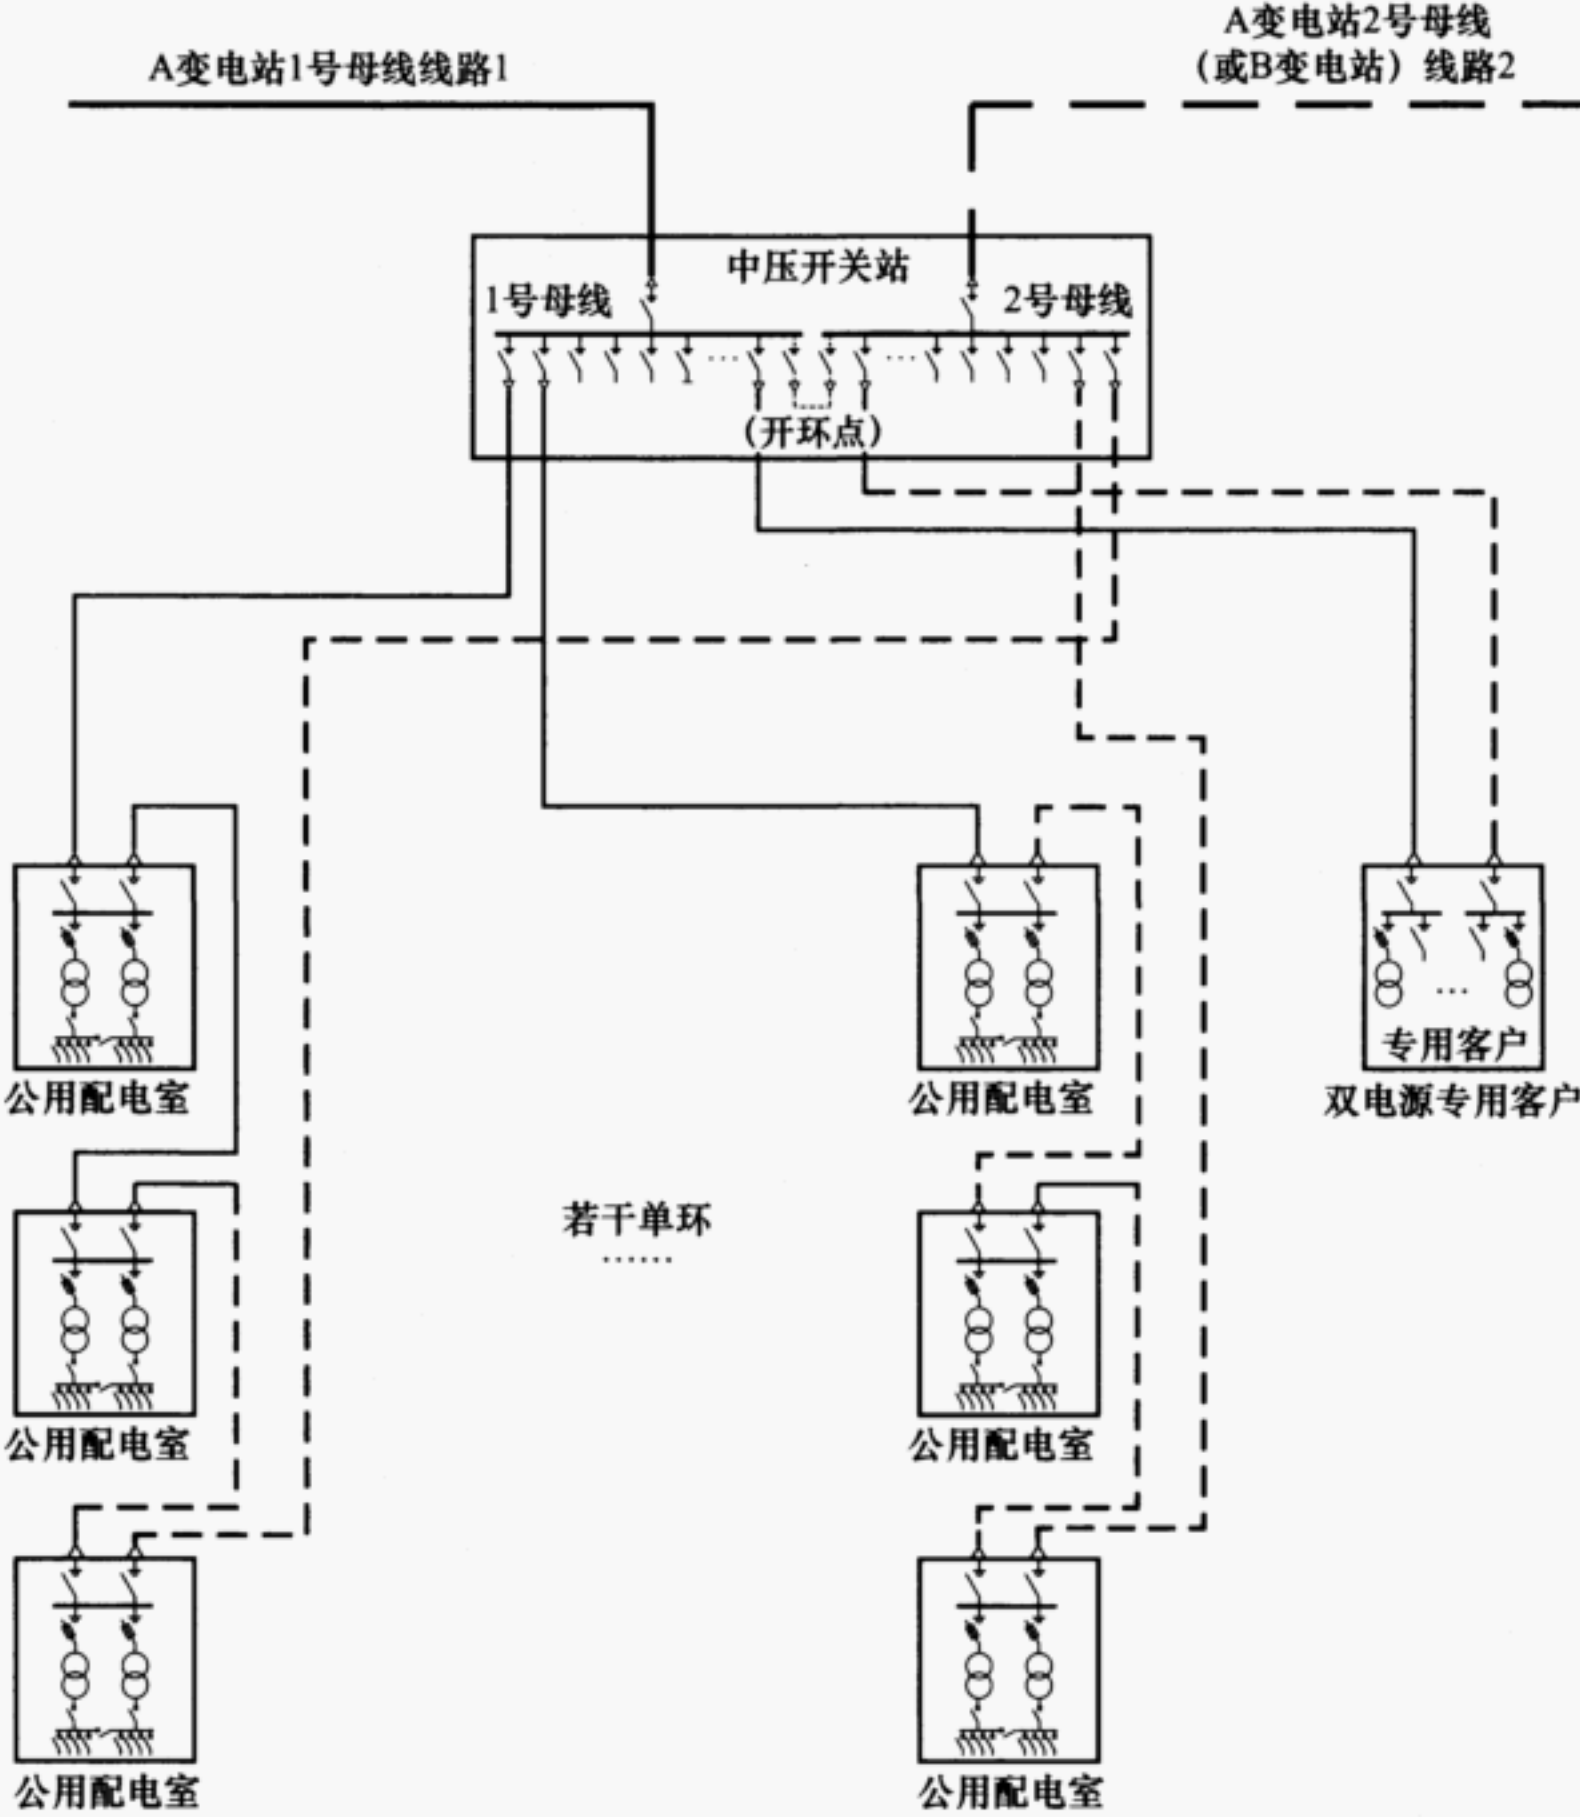 A变电站1号母线线路1
A变电站2号母线
（或B变电站）线路2
中压开关站
1号母线
2号母线
（开环点）
专用客户
公用配电室
公用配电室
双电源专用客户
若干单环
……
公用配电室
公用配电室
公用配电室
公用配电室